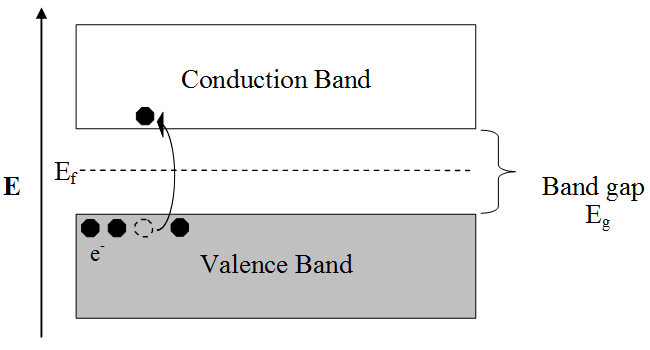 Conduction Band
E
Ef
Band gap
Eg
e-
Valence Band